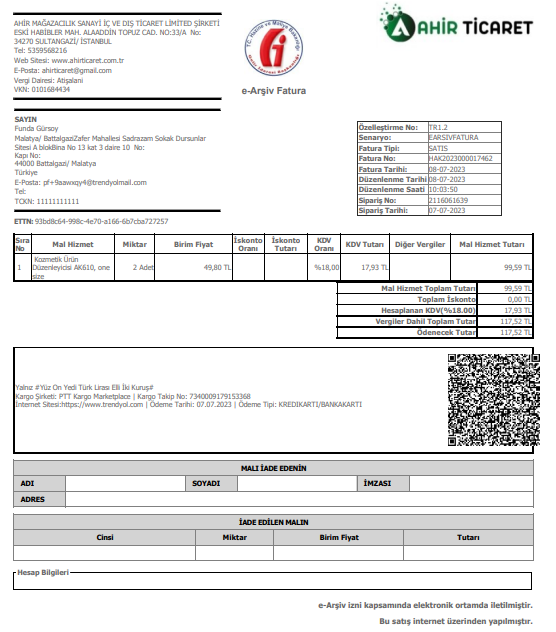 AHİR MAĞAZACILIK SANAYİ İÇ VE DIŞ TİCARET LİMİTED ŞİRKETİ
ESKİ HABİBLER MAH. ALAADDİN TOPUZ CAD. NO:33/A No:
34270 SULTANGAZİ/ İSTANBUL
Tel: 5359568216
Web Sitesi: www.ahirticaret.com.tr
E-Posta: ahirticaret@gmail.com
Vergi Dairesi: Atışalani
VKN: 0101684434
AHİR TİCARET
e-Arşiv Fatura
SAYIN
Funda Gürsoy
Malatya/ BattalgaziZafer Mahallesi Sadrazam Sokak Dursunlar
Sitesi A blokBina No 13 kat 3 daire 10 No:
Kapı No:
44000 Battalgazi/ Malatya
Türkiye
E-Posta: pf+9aawxqy4@trendyolmail.com
Tel:
TCKN: 11111111111
Özelleştirme No: TR1.2
Senaryo: EARSIVFATURA
Fatura Tipi: SATIS
Fatura No: HAK2023000017462
Fatura Tarihi: 08-07-2023
Düzenlenme Tarihi 08-07-2023
Düzenlenme Saati 10:03:50
Sipariş No: 2116061639
Sipariş Tarihi: 07-07-2023
ETTN: 93bd8c64-998c-4e70-a166-6b7cba727257
Sıra No Mal Hizmet Miktar Birim Fiyat İskonto Oranı İskonto Tutarı KDV Oranı KDV Tutarı Diğer Vergiler Mal Hizmet Tutarı
1 Kozmetik Ürün Düzenleyicisi AK610, one size 2 Adet 49,80 TL %18,00 17,93 TL 99,59 TL
Mal Hizmet Toplam Tutarı 99,59 TL
Toplam İskonto 0,00 TL
Hesaplanan KDV(%18.00) 17,93 TL
Vergiler Dahil Toplam Tutar 117,52 TL
Ödenecek Tutar 117,52 TL
Yalnız #Yüz On Yedi Türk Lirası Elli İki Kuruş#
Kargo Şirketi: PTT Kargo Marketplace | Kargo Takip No: 7340009179153368
İnternet Sitesi:https://www.trendyol.com | Ödeme Tarihi: 07.07.2023 | Ödeme Tipi: KREDIKARTI/BANKAKARTI
MALI İADE EDENİN
ADI SOYADI İMZASI
ADRES
İADE EDİLEN MALIN
Cinsi Miktar Birim Fiyat Tutarı
Hesap Bilgileri
e-Arşiv izni kapsamında elektronik ortamda iletilmiştir.
Bu satış internet üzerinden yapılmıştır.